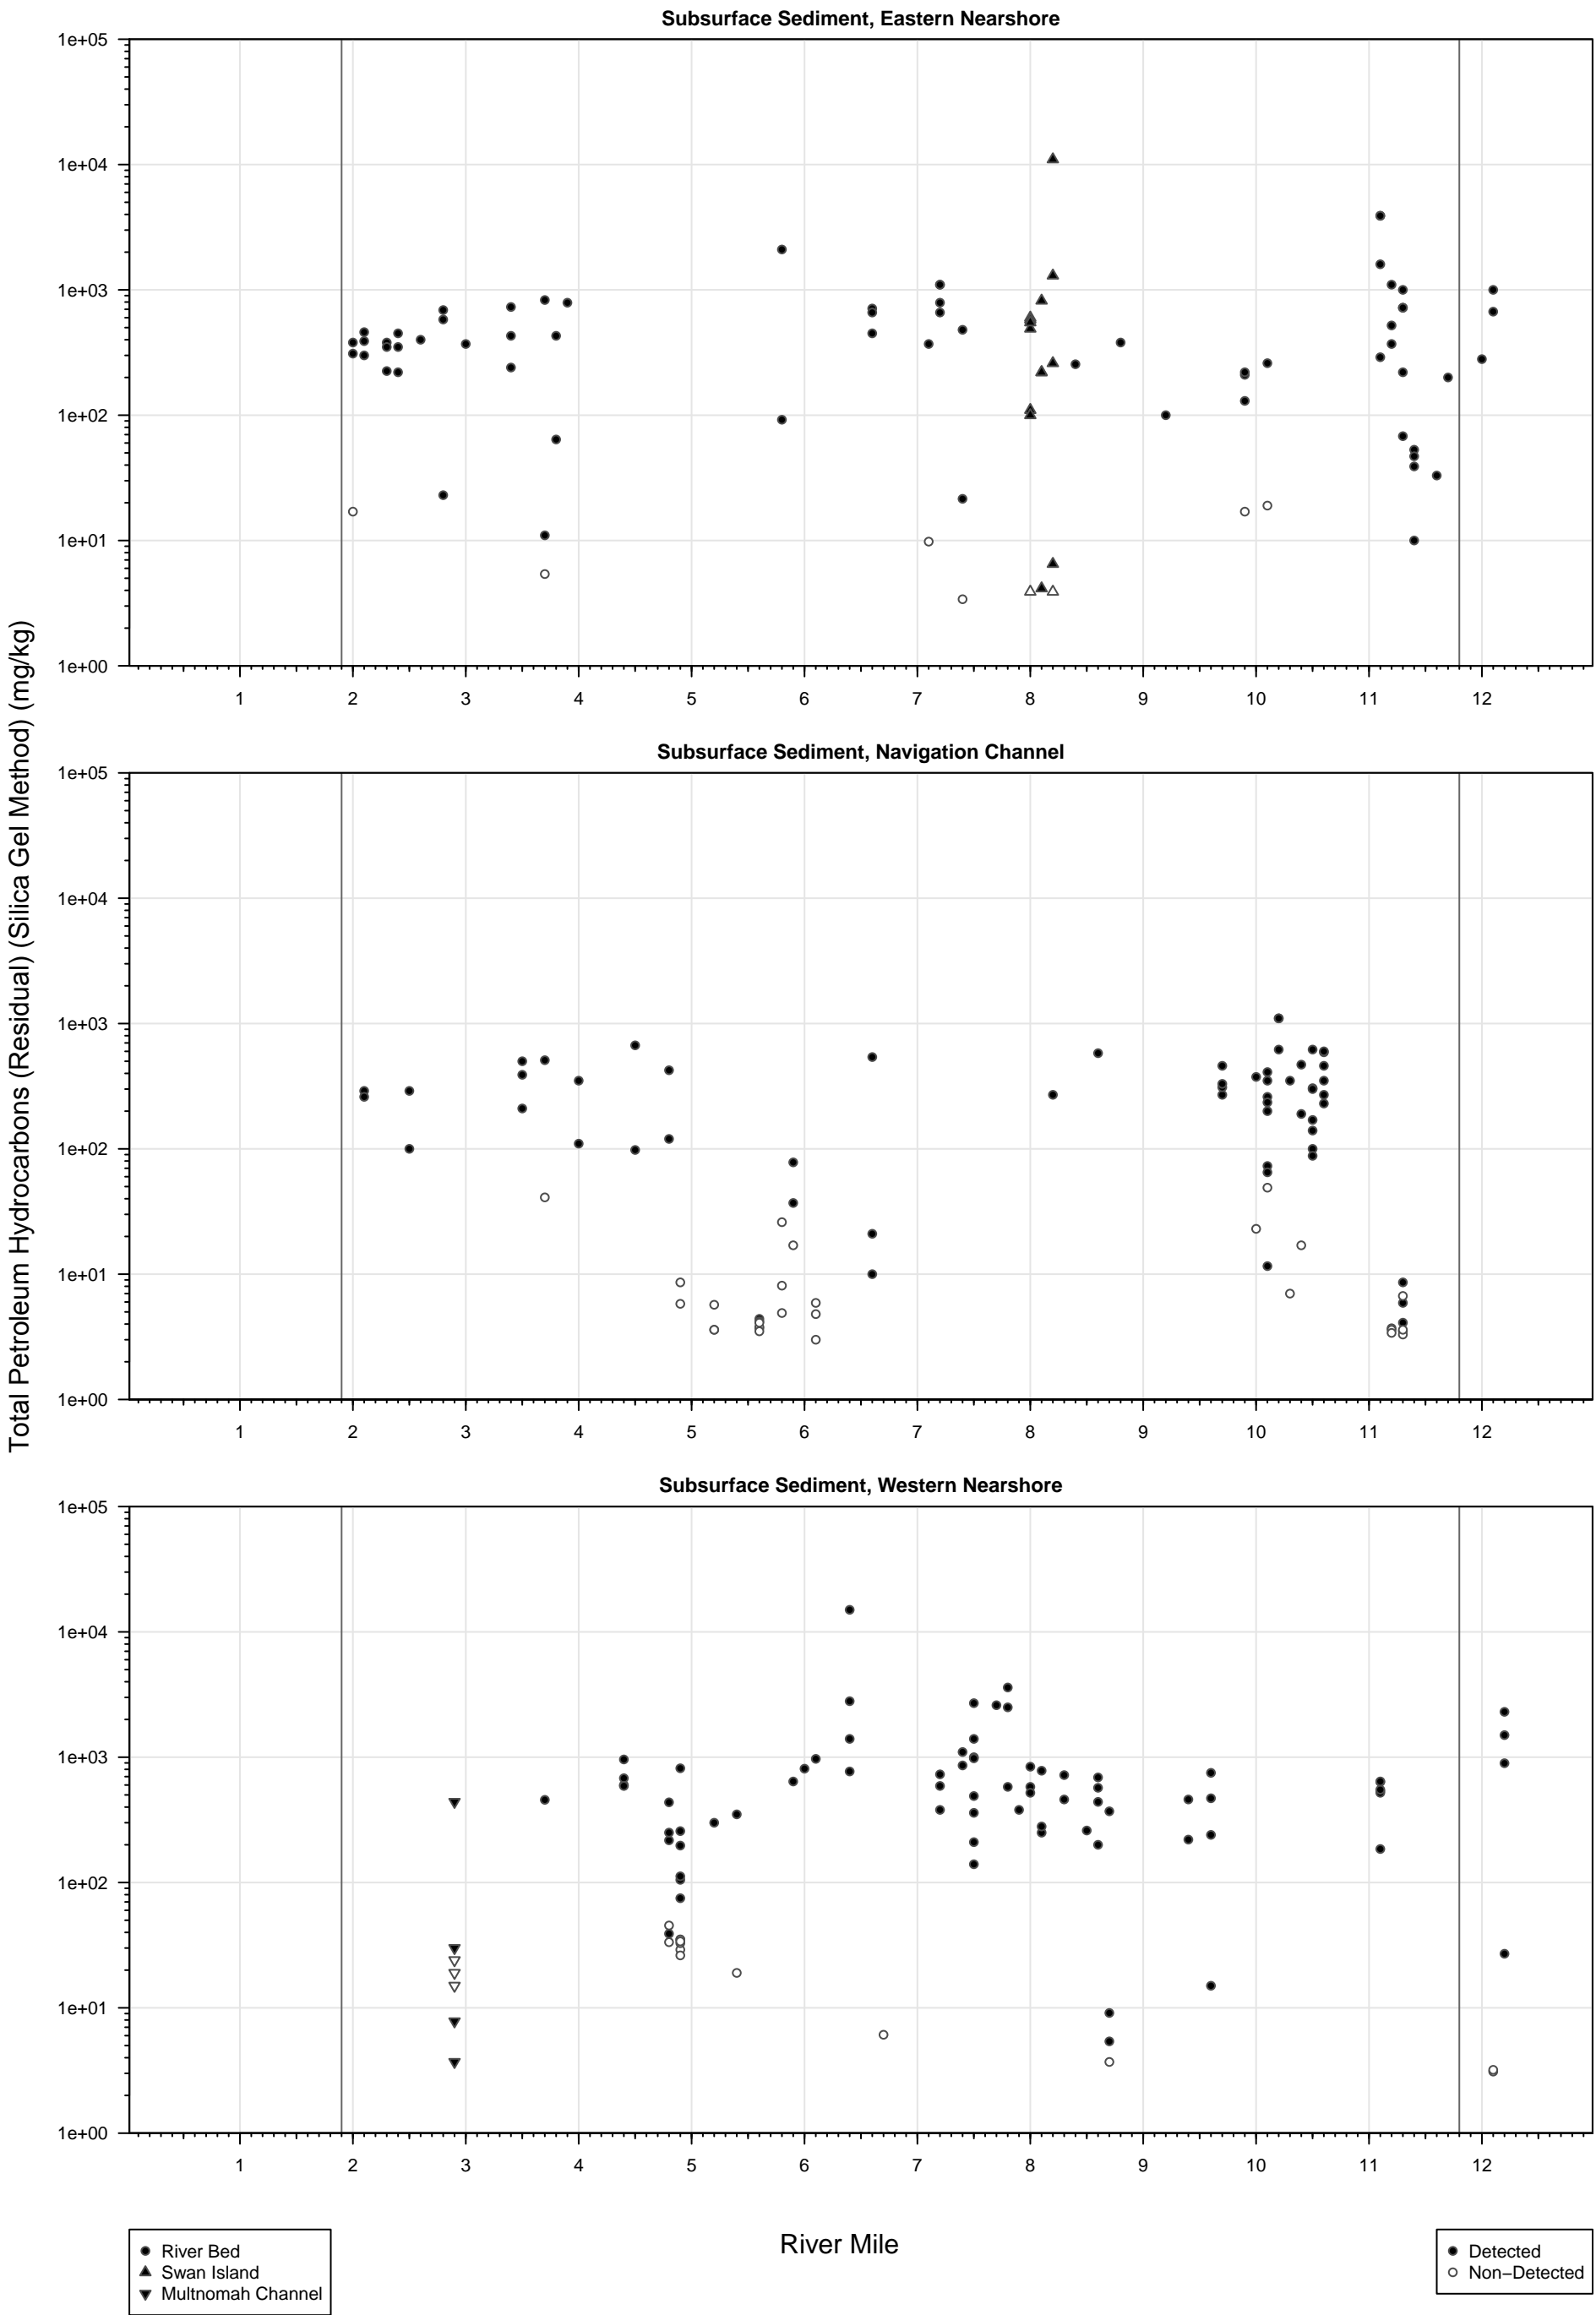 Subsurface Sediment, Eastern Nearshore
1e+05
1e+04
1e+03
1e+02
1e+01
1e+00
1 2 3 4 5 6 7 8 9 10 11 12
Subsurface Sediment, Navigation Channel
1e+05
1e+04
1e+03
1e+02
1e+01
1e+00
1 2 3 4 5 6 7 8 9 10 11 12
Total Petroleum Hydrocarbons (Residual) (Silica Gel Method) (mg/kg)
Subsurface Sediment, Western Nearshore
1e+05
1e+04
1e+03
1e+02
1e+01
1e+00
1 2 3 4 5 6 7 8 9 10 11 12
River Mile
River Bed
Swan Island
Multnomah Channel
Detected
Non−Detected